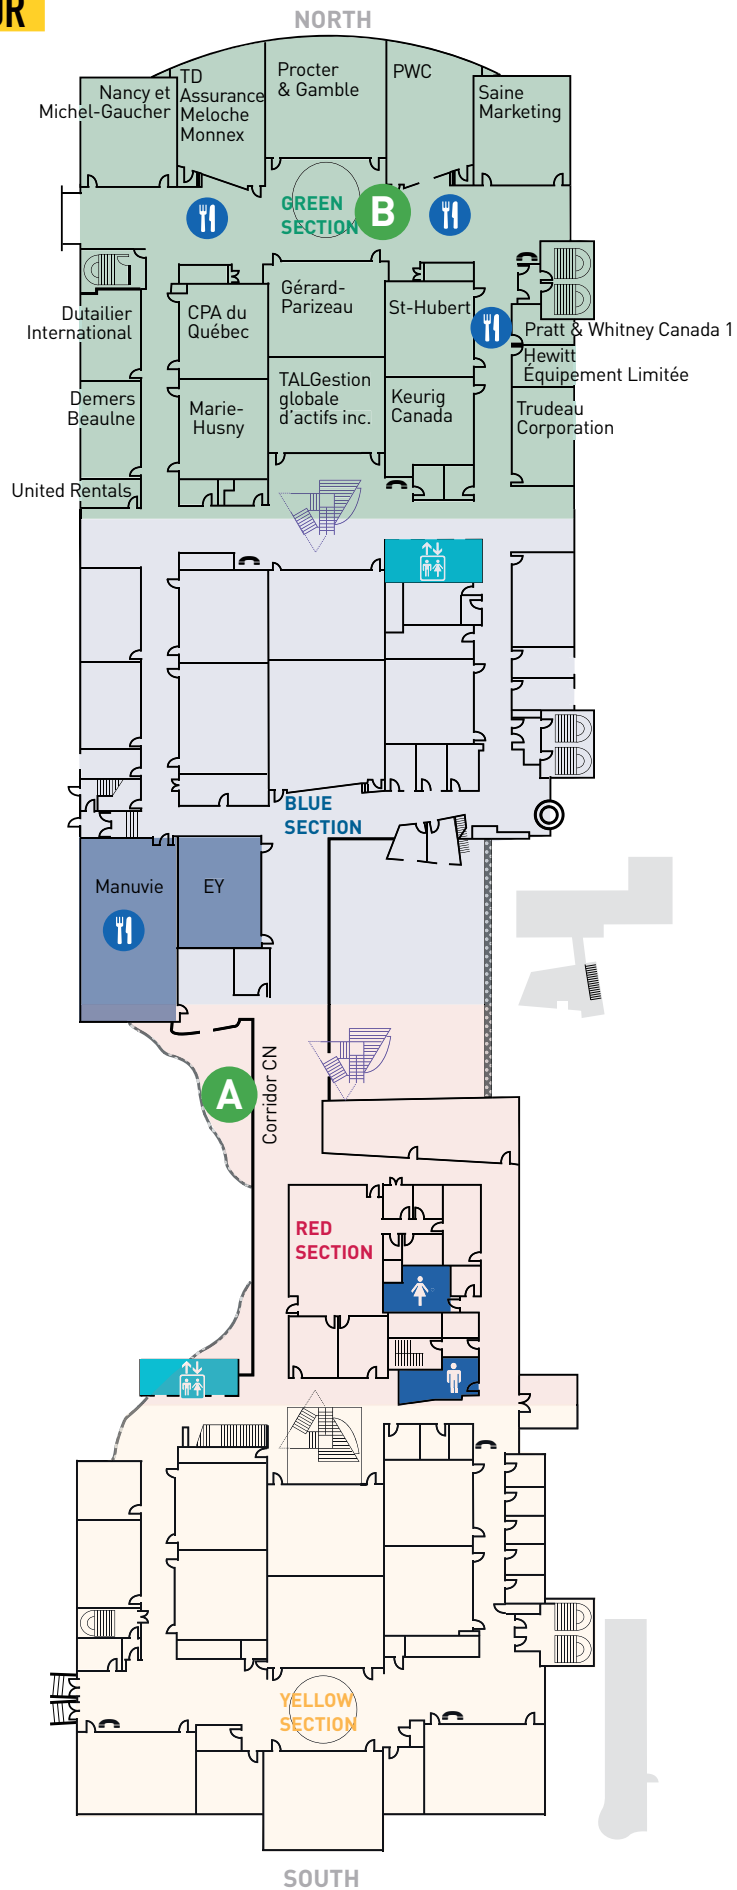 NORTH
Nancy et
Michel-Gaucher
TD
Assurance
Meloche
Monnex
Procter
& Gamble
PWC
Saine
Marketing
GREEN
SECTION
B
Dutailier
International
CPA du
Québec
Gérard-
Parizeau
St-Hubert
Pratt & Whitney Canada 1
Hewitt
Équipement Limitée
Demers
Beaulne
Marie-
Husny
TALGestion
globale
d'actifs inc.
Keurig
Canada
Trudeau
Corporation
United Rentals
BLUE
SECTION
Manuvie
EY
A
Corridor CN
RED
SECTION
YELLOW
SECTION
SOUTH